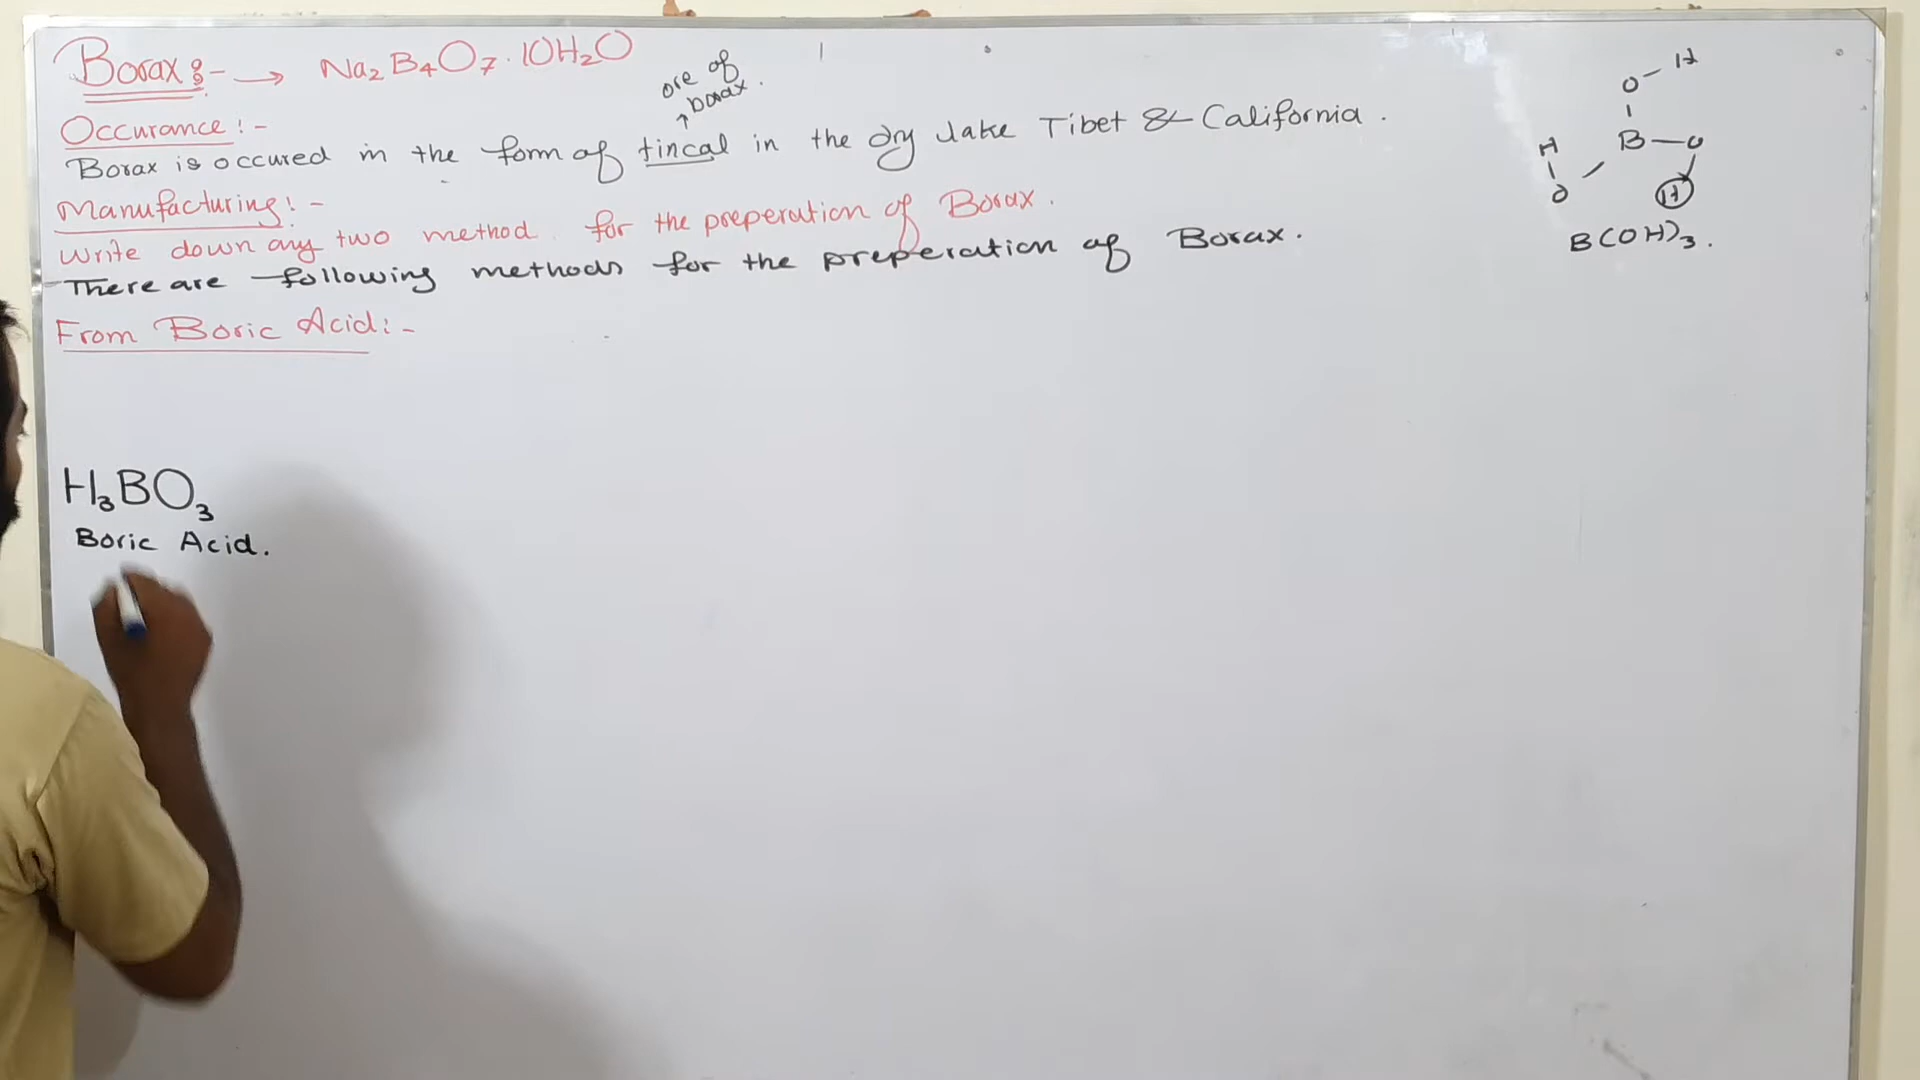 Borax :- → Na2B4O7.10H2O
ore of
borax.
↑
Occurance :-
Borax is occured in the form of tincal in the dry lake Tibet & California.
Manufacturing :-
Write down any two method for the preperation of Borax.
There are following methods for the preperation of Borax.
From Boric Acid :-
H3BO3
Boric Acid.
O - H
H B - O
O H
B(OH)3.